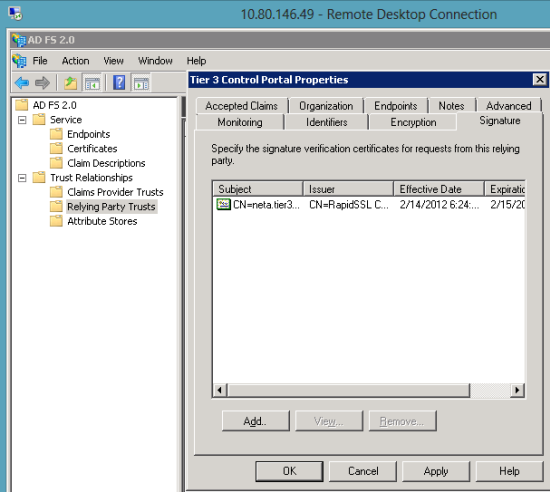 10.80.146.49 - Remote Desktop Connection
AD FS 2.0
File Action View Window Help
AD FS 2.0
Service
Endpoints
Certificates
Claim Descriptions
Trust Relationships
Claims Provider Trusts
Relying Party Trusts
Attribute Stores
Tier 3 Control Portal Properties
Accepted Claims Organization Endpoints Notes Advanced
Monitoring Identifiers Encryption Signature
Specify the signature verification certificates for requests from this relying
party.
Subject Issuer Effective Date Expiratic
CN=neta.tier3... CN=RapidSSL C... 2/14/2012 6:24:... 2/15/20
Add.. View... Remove...
OK Cancel Apply Help